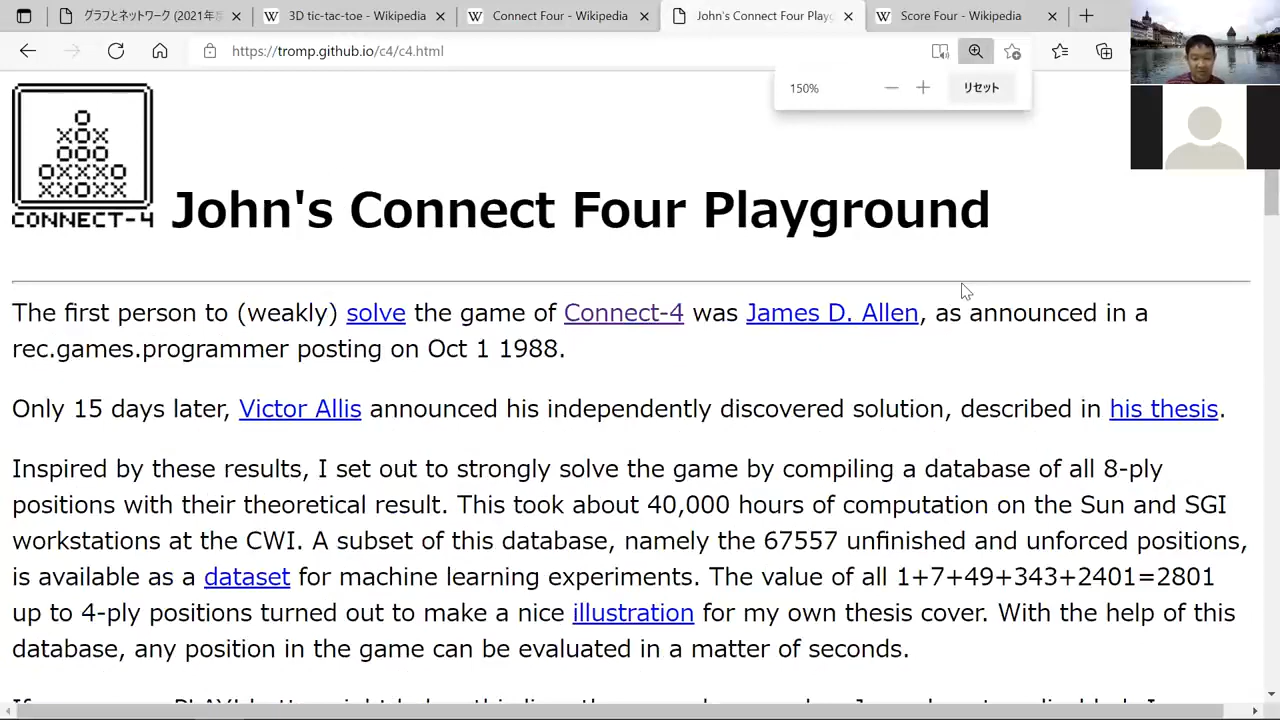 グラフとネットワーク (2021年度
3D tic-tac-toe - Wikipedia
Connect Four - Wikipedia
John's Connect Four Playg
Score Four - Wikipedia
https://tromp.github.io/c4/c4.html
150%
リセット
O
XOX
OOO
OXXXO
XXOXX
CONNECT-4
John's Connect Four Playground
The first person to (weakly) solve the game of Connect-4 was James D. Allen, as announced in a
rec.games.programmer posting on Oct 1 1988.
Only 15 days later, Victor Allis announced his independently discovered solution, described in his thesis.
Inspired by these results, I set out to strongly solve the game by compiling a database of all 8-ply
positions with their theoretical result. This took about 40,000 hours of computation on the Sun and SGI
workstations at the CWI. A subset of this database, namely the 67557 unfinished and unforced positions,
is available as a dataset for machine learning experiments. The value of all 1+7+49+343+2401=2801
up to 4-ply positions turned out to make a nice illustration for my own thesis cover. With the help of this
database, any position in the game can be evaluated in a matter of seconds.